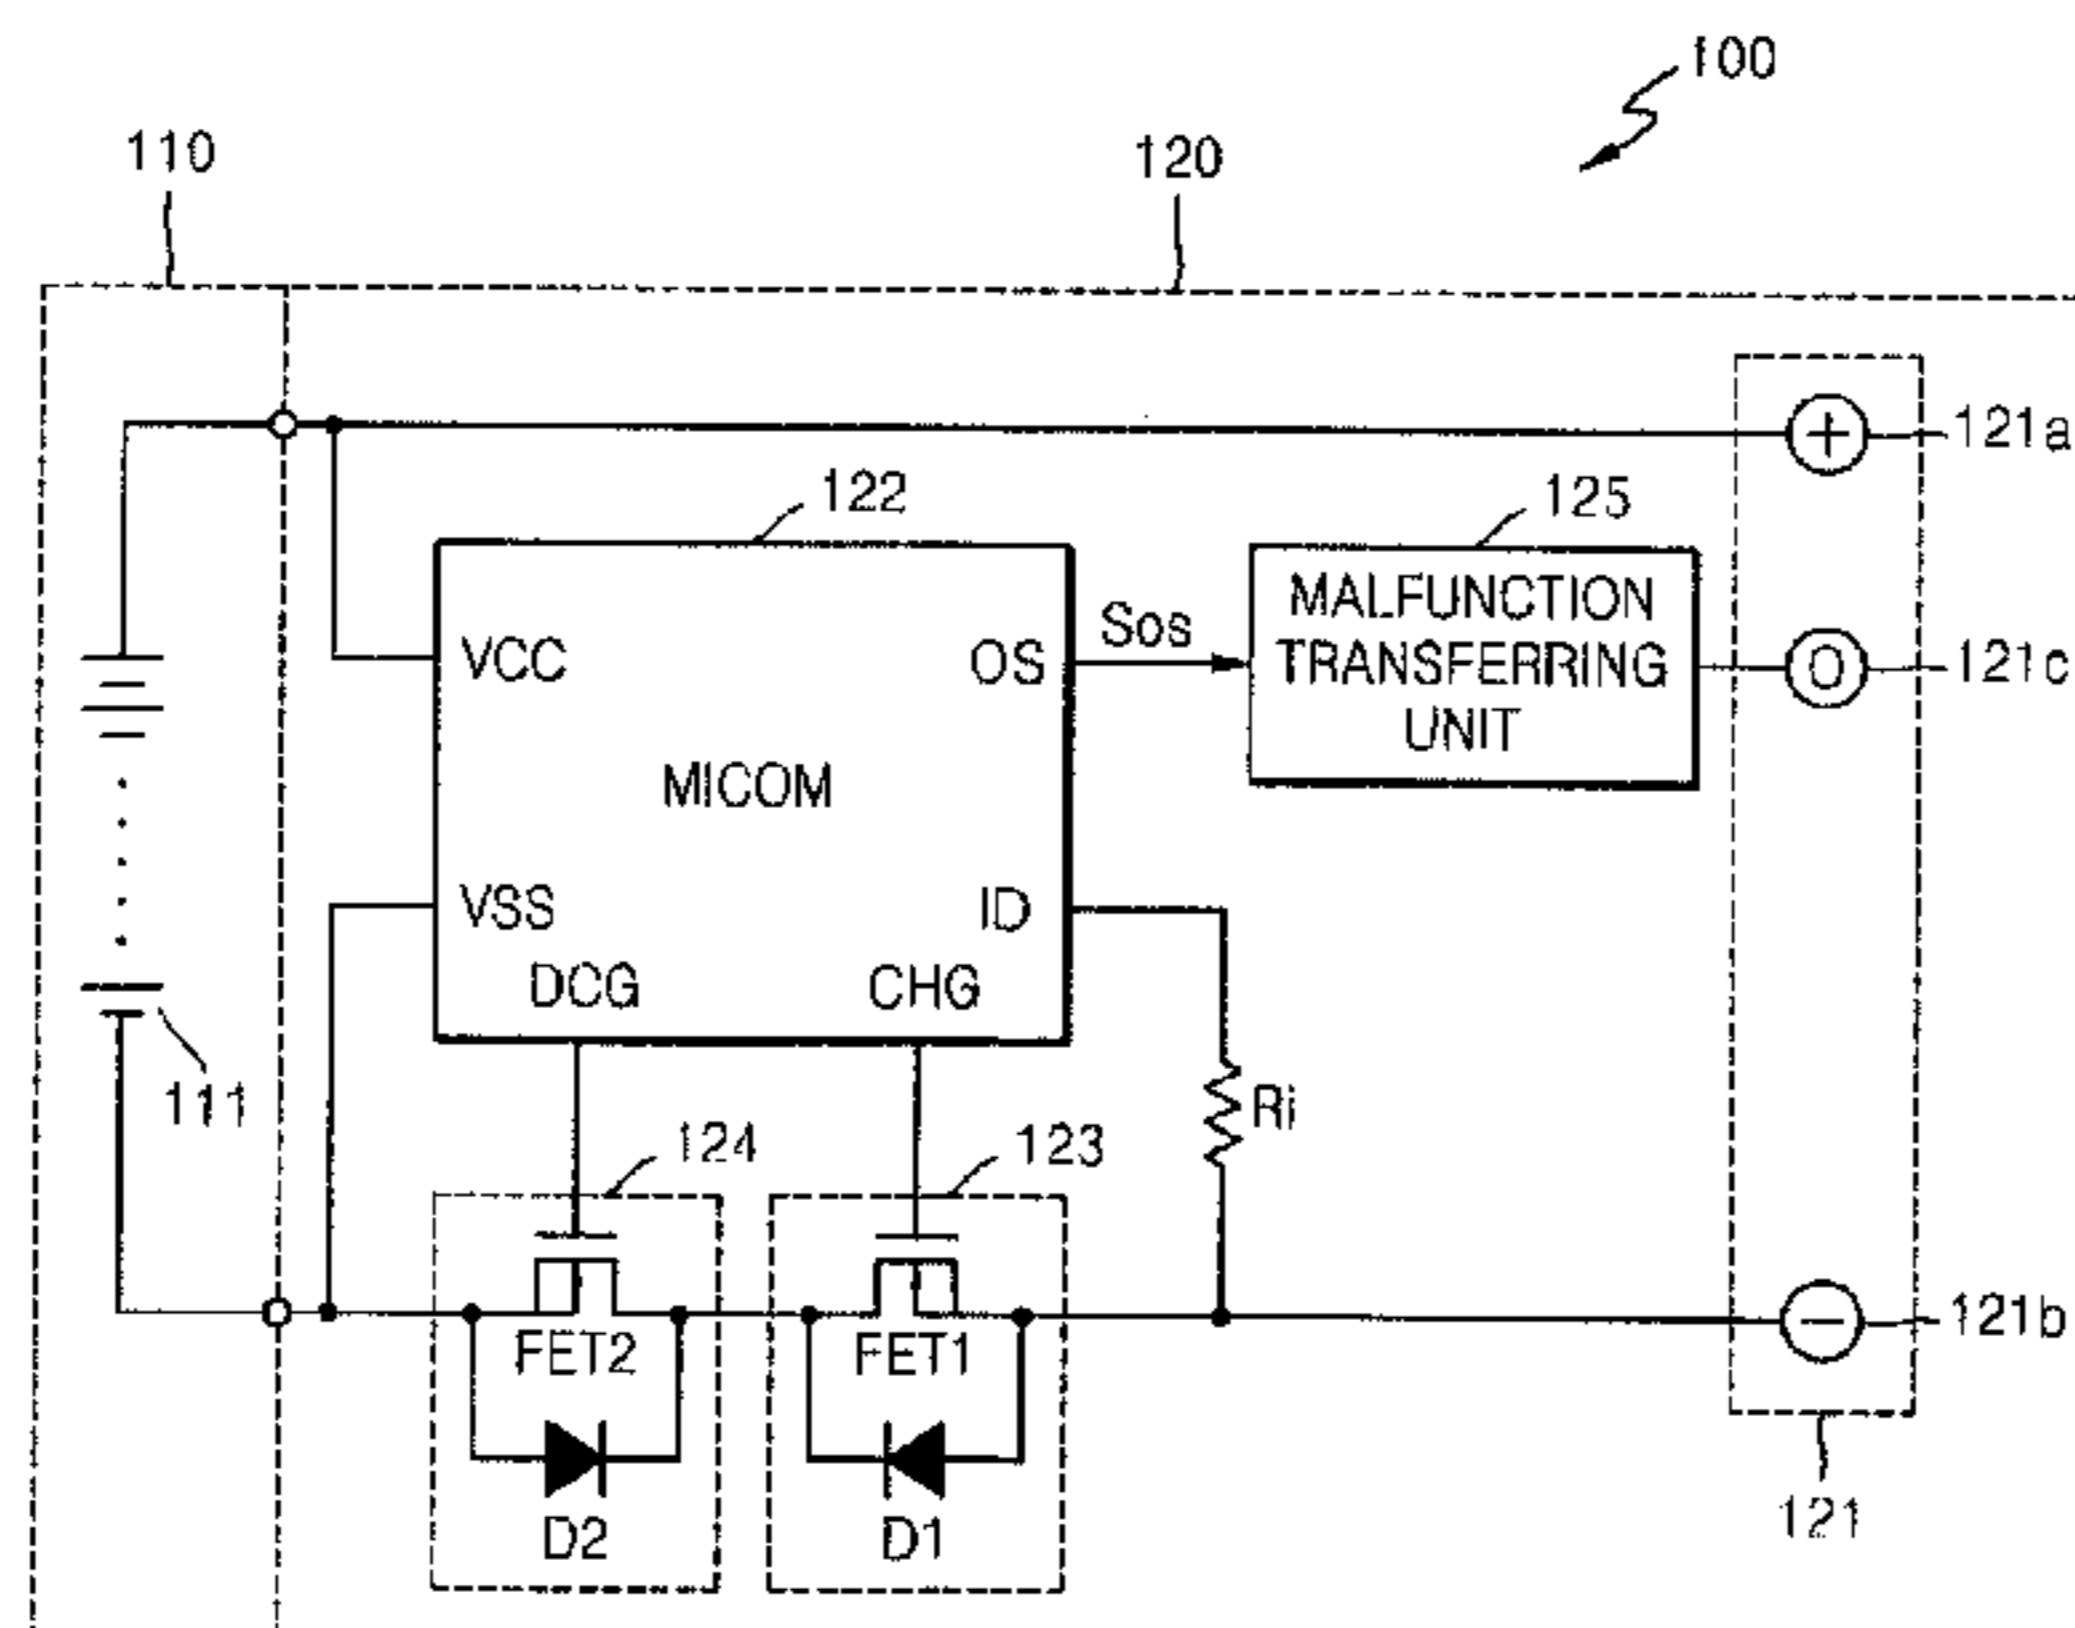 100
110
120
121a
122
125
MALFUNCTION
TRANSFERRING
UNIT
Sos
VCC
OS
O
121c
MICOM
VSS
ID
DCG
CHG
111
Ri
124
123
FET2
FET1
+
−
121b
D2
D1
121